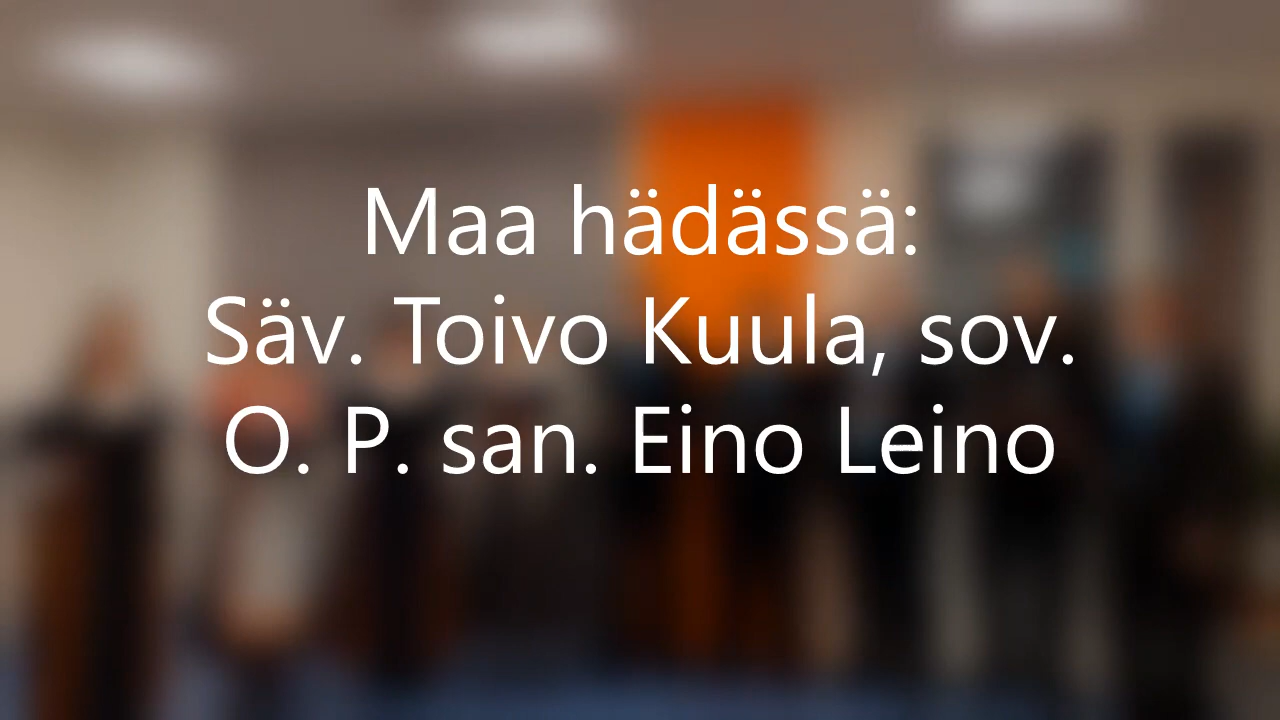 Maa hädässä:
Säv. Toivo Kuula, sov.
O. P. san. Eino Leino